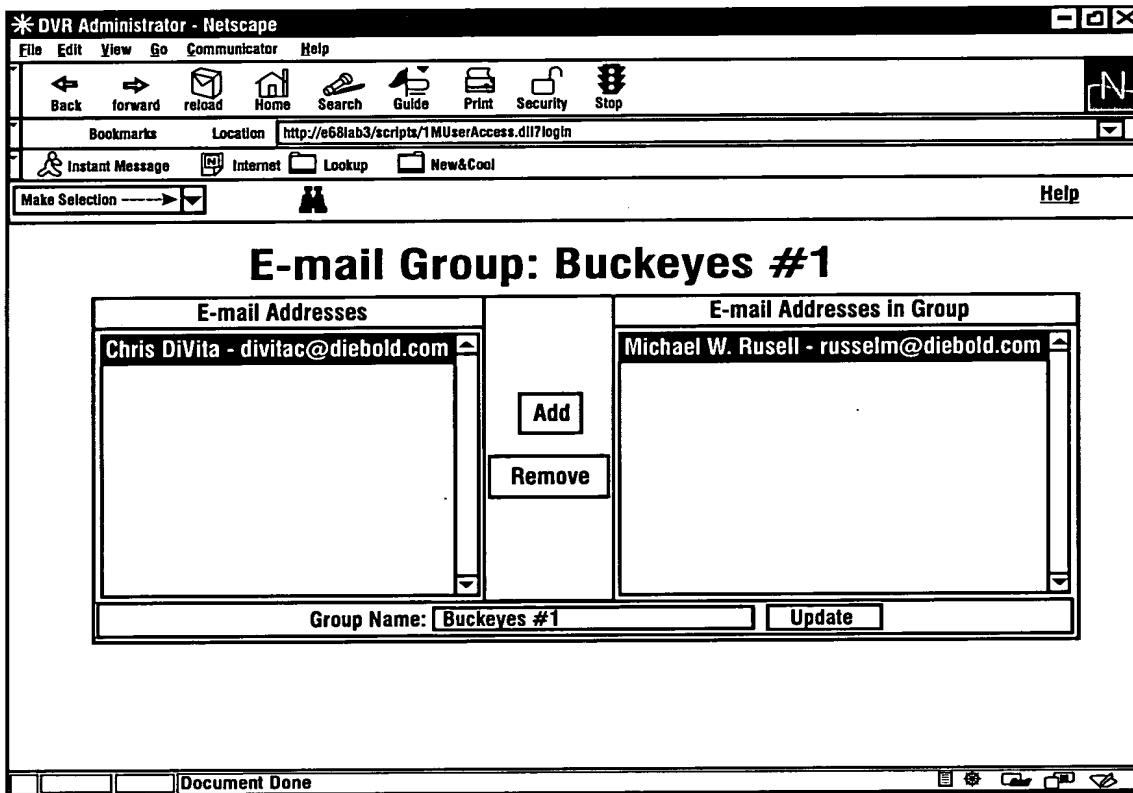 DVR Administrator - Netscape
File Edit View Go Communicator Help
Back forward reload Home Search Guide Print Security Stop
N
Bookmarks Location http://e68lab3/scripts/1MUserAccess.dll?login
Instant Message Internet Lookup New&Cool
Make Selection -----> Help
E-mail Group: Buckeyes #1
E-mail Addresses
E-mail Addresses in Group
Chris DiVita - divitac@diebold.com
Michael W. Rusell - russelm@diebold.com
Add
Remove
Group Name: Buckeyes #1 Update
Document Done